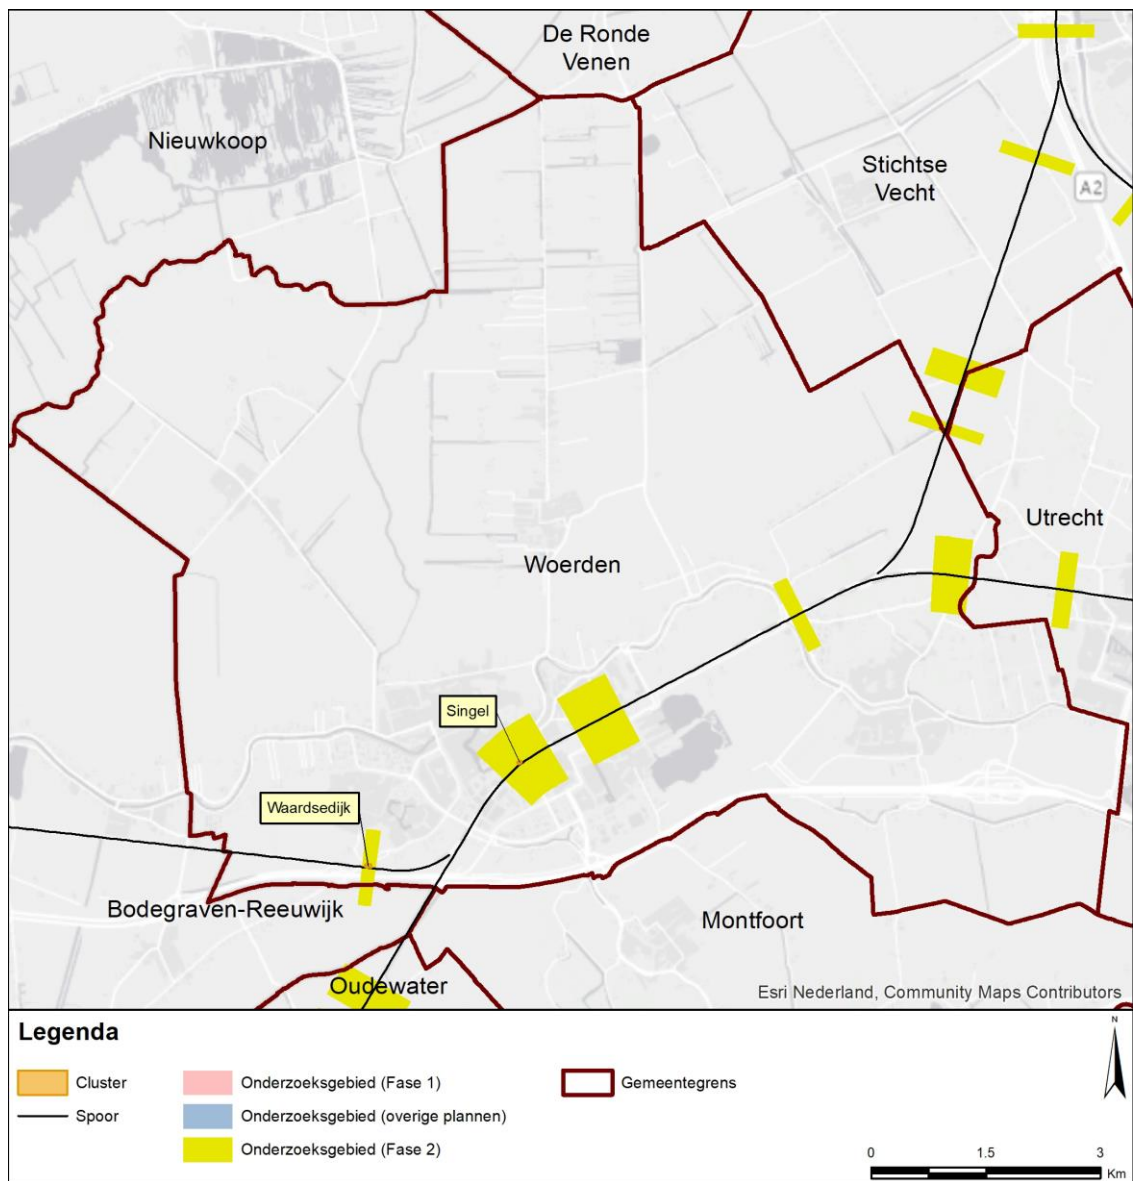 De Ronde
Venen
Nieuwkoop
Stichtse
Vecht
A2
Utrecht
Woerden
Singel
Waardsedijk
Bodegraven-Reeuwijk
Montfoort
Oudewater
Esri Nederland, Community Maps Contributors
Legenda
N
Cluster
Onderzoeksgebied (Fase 1)
Gemeentegrens
Spoor
Onderzoeksgebied (overige plannen)
Onderzoeksgebied (Fase 2)
0 1.5 3
Km